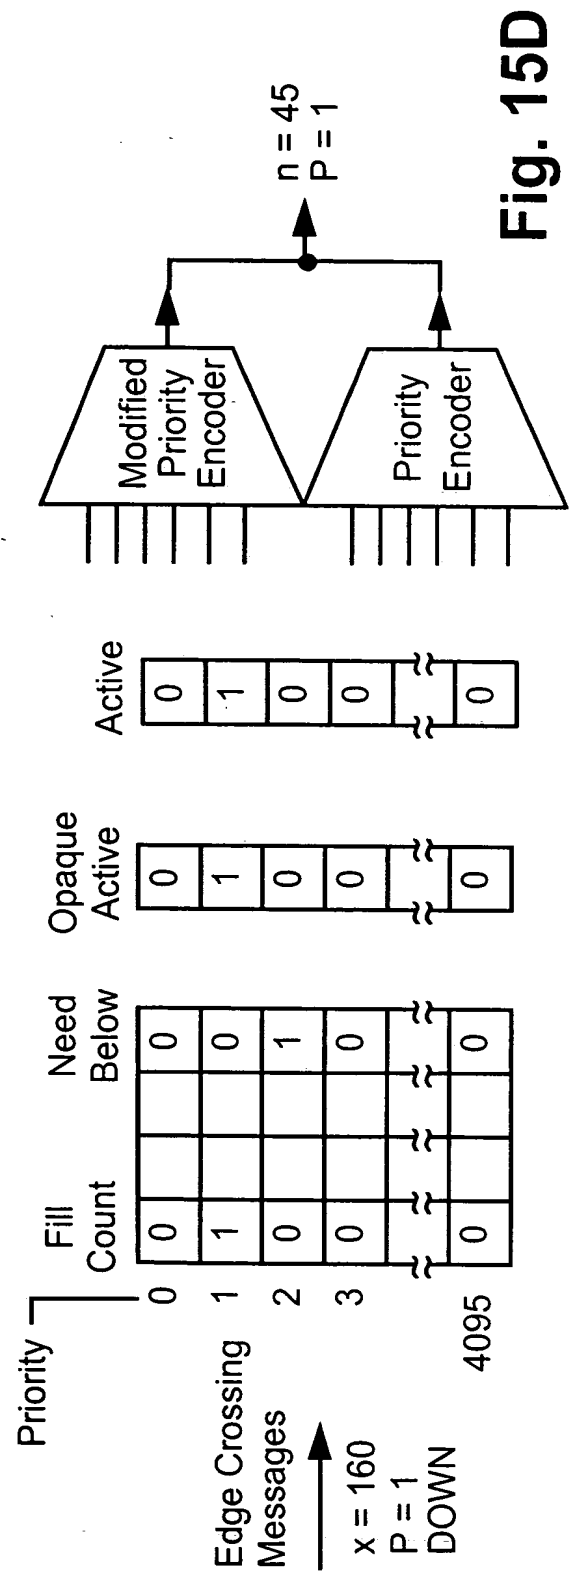 Priority
Edge Crossing
Messages
x = 160
P = 1
DOWN
Fill
Count
Need
Below
Opaque
Active
Active
0
0
0
0
0
1
1
0
1
1
2
0
1
0
0
3
0
0
0
0
4095
0
0
0
0
Modified
Priority
Encoder
Priority
Encoder
n = 45
P = 1
Fig. 15D